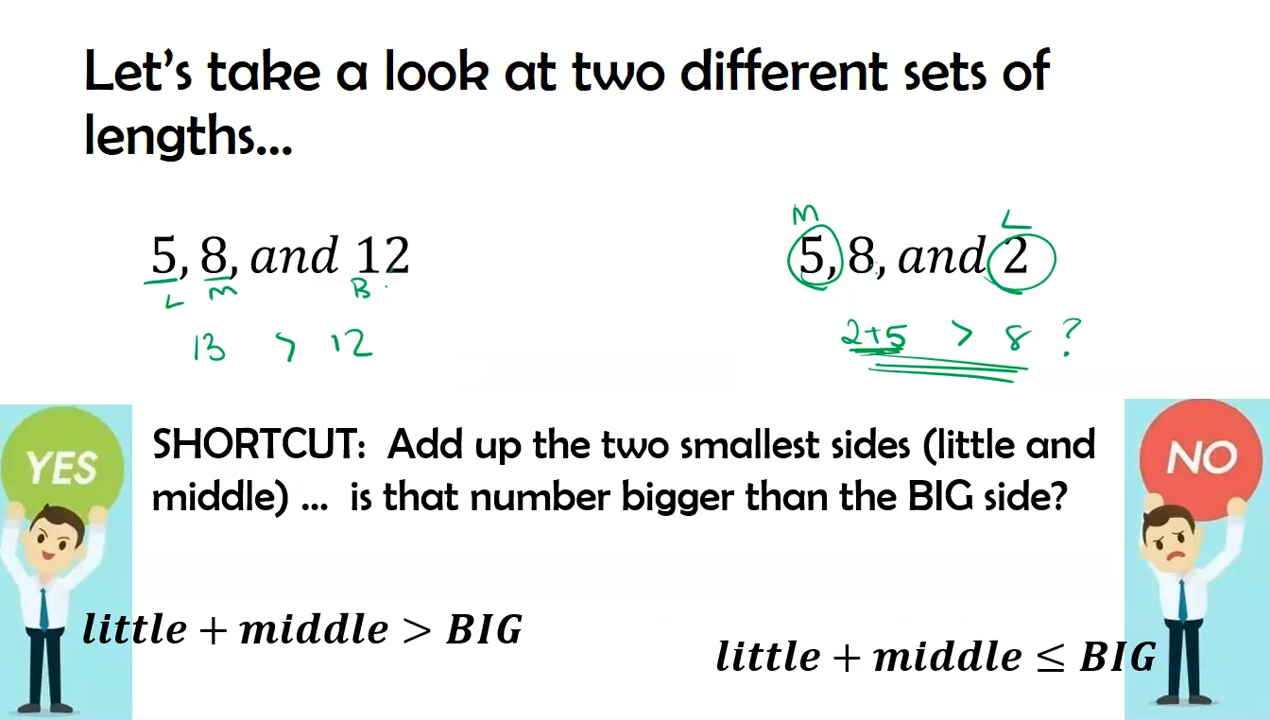 Let's take a look at two different sets of
lengths...
5, 8, and 12
L M B
13 > 12
M L
5, 8, and 2
2+5 > 8 ?
YES
SHORTCUT: Add up the two smallest sides (little and
middle) ... is that number bigger than the BIG side?
NO
little + middle > BIG
little + middle ≤ BIG